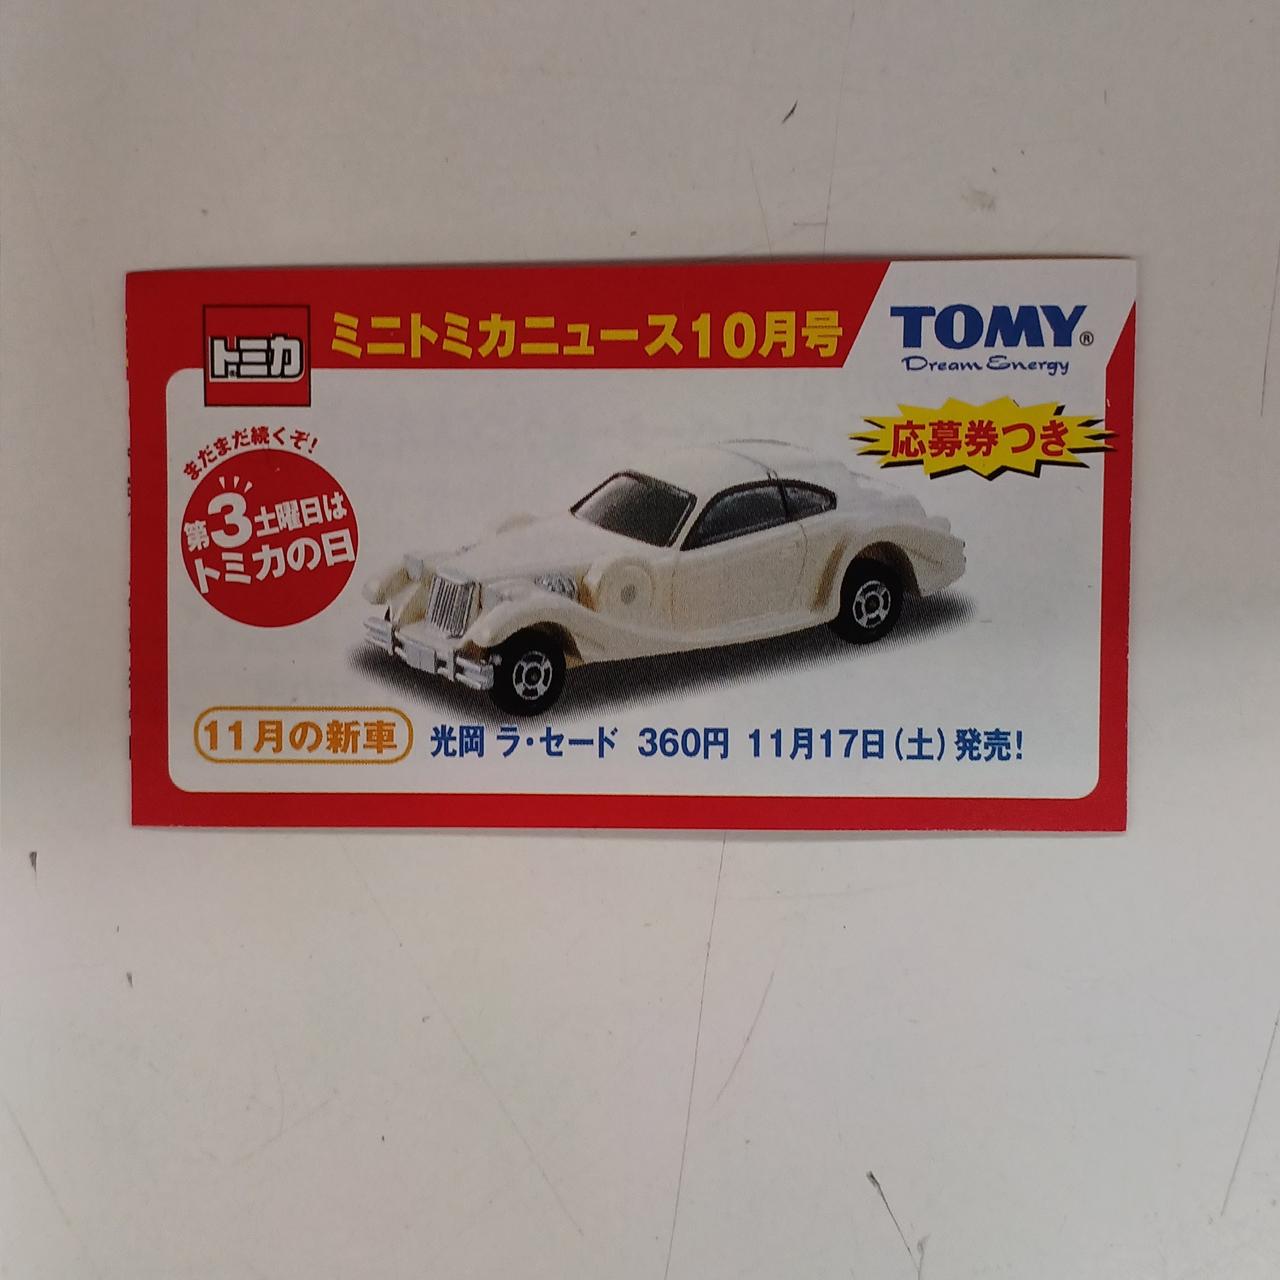 トミカ
ミニトミカニュース10月号
TOMY®
Dream Energy
応募券つき
まだまだ続くぞ!
第3土曜日は
トミカの日
11月の新車 光岡 ラ・セード 360円 11月17日(土)発売!